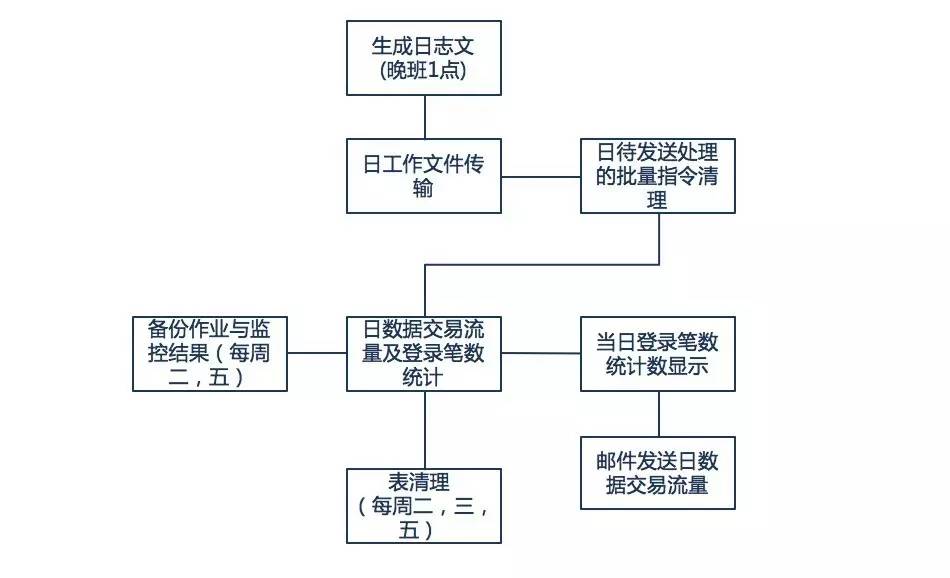 生成日志文
(晚班1点)
日工作文件传
输
日待发送处理
的批量指令清
理
备份作业与监
控结果（每周
二，五）
日数据交易流
量及登录笔数
统计
当日登录笔数
统计数显示
表清理
（每周二，三，
五）
邮件发送日数
据交易流量